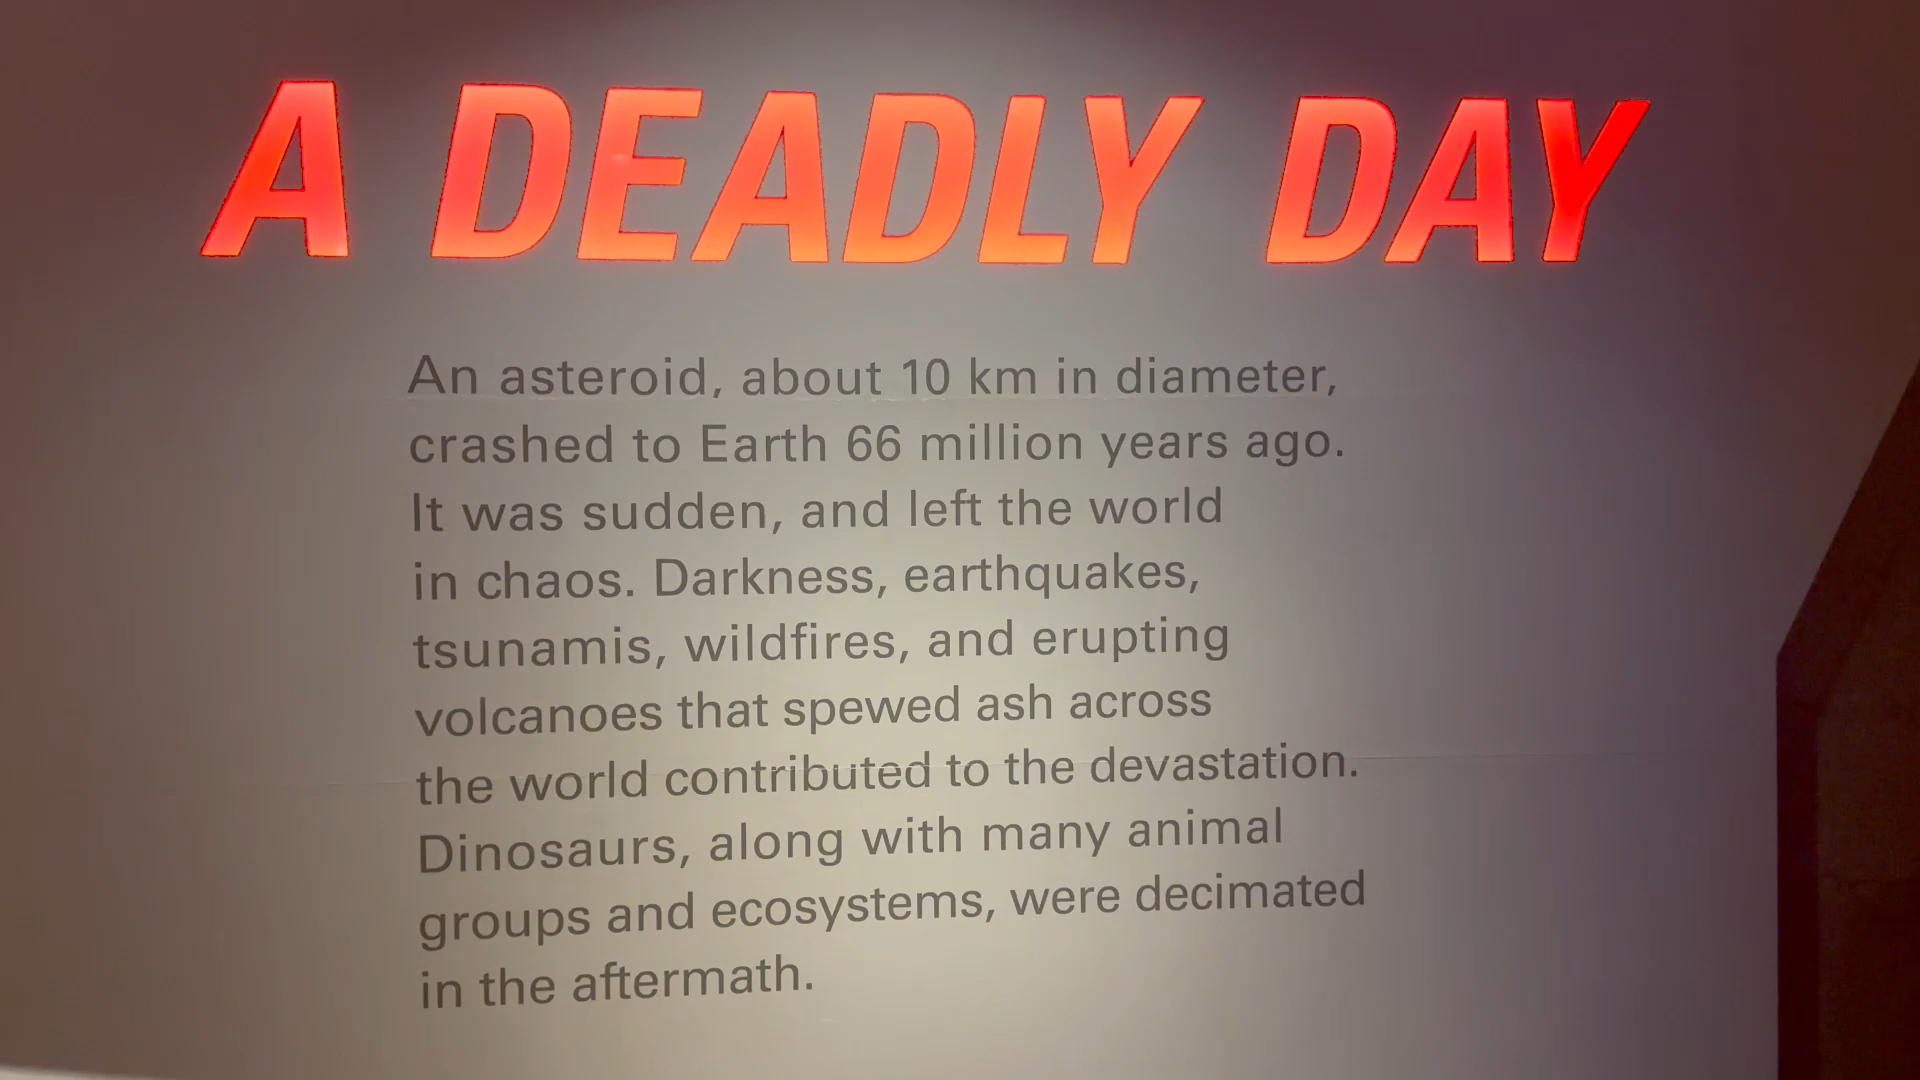 A DEADLY DAY
An asteroid, about 10 km in diameter,
crashed to Earth 66 million years ago.
It was sudden, and left the world
in chaos. Darkness, earthquakes,
tsunamis, wildfires, and erupting
volcanoes that spewed ash across
the world contributed to the devastation.
Dinosaurs, along with many animal
groups and ecosystems, were decimated
in the aftermath.